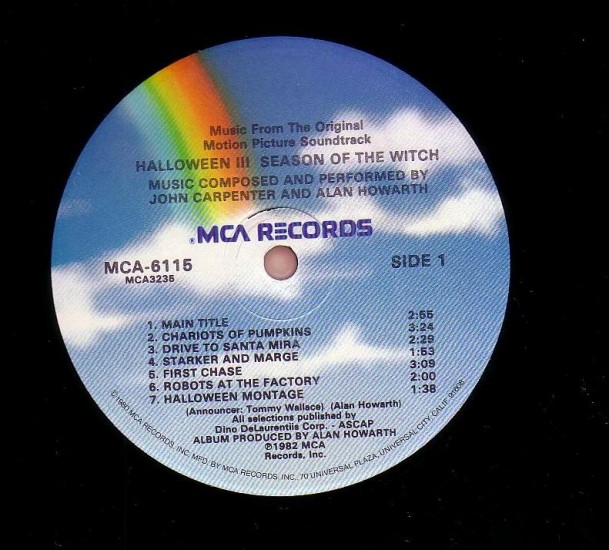 Music From The Original
Motion Picture Soundtrack
HALLOWEEN III SEASON OF THE WITCH
MUSIC COMPOSED AND PERFORMED BY
JOHN CARPENTER AND ALAN HOWARTH
®MCA RECORDS
MCA-6115
MCA3235
SIDE 1
1. MAIN TITLE 2:55
2. CHARIOTS OF PUMPKINS 3:24
3. DRIVE TO SANTA MIRA 2:29
4. STARKER AND MARGE 1:53
5. FIRST CHASE 3:09
6. ROBOTS AT THE FACTORY 2:00
7. HALLOWEEN MONTAGE 1:38
(Announcer: Tommy Wallace) (Alan Howarth)
All selections published by
Dino DeLaurentiis Corp. - ASCAP
ALBUM PRODUCED BY ALAN HOWARTH
℗1982 MCA
Records, Inc.
©1980 MCA RECORDS, INC. MFD. BY MCA RECORDS, INC., 70 UNIVERSAL PLAZA, UNIVERSAL CITY, CALIF. 91608